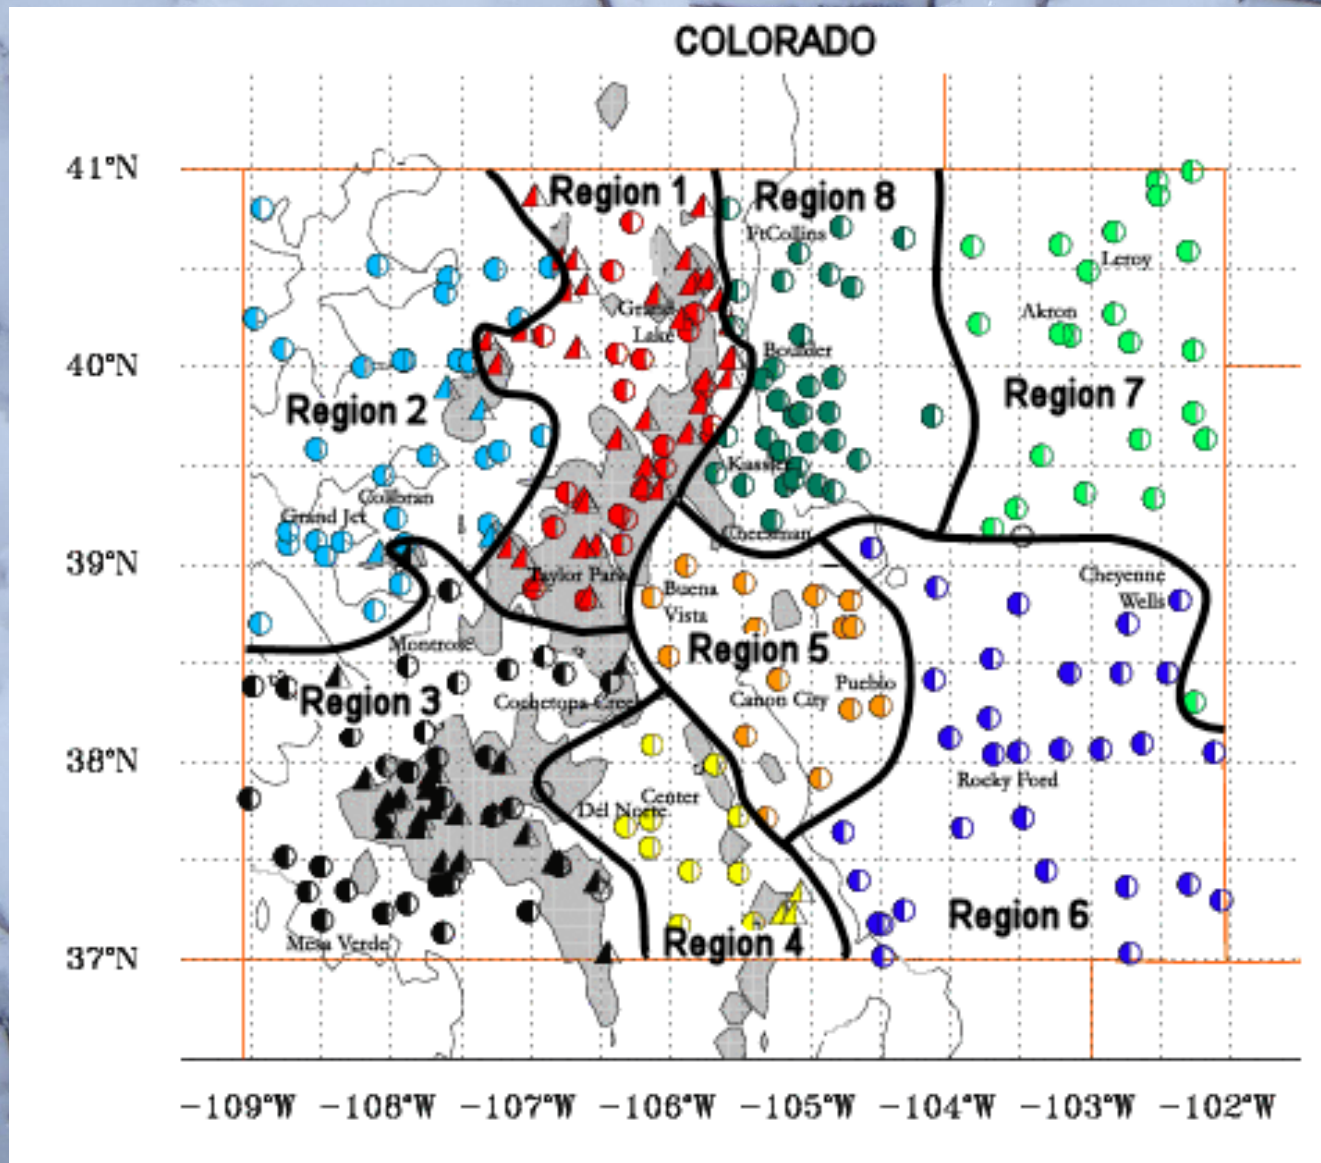 COLORADO
41°N
Region 1
Region 8
FtCollins
Leroy
Grand
Lake
Akron
Boulder
40°N
Region 2
Region 7
Kassler
Collbran
Grand Jct
Cheesman
39°N
Taylor Park
Buena
Vista
Cheyenne
Wells
Montrose
Region 5
Region 3
Cochetopa Creek
Canon City
Pueblo
38°N
Rocky Ford
Del Norte
Center
Mesa Verde
Region 4
Region 6
37°N
-109°W -108°W -107°W -106°W -105°W -104°W -103°W -102°W